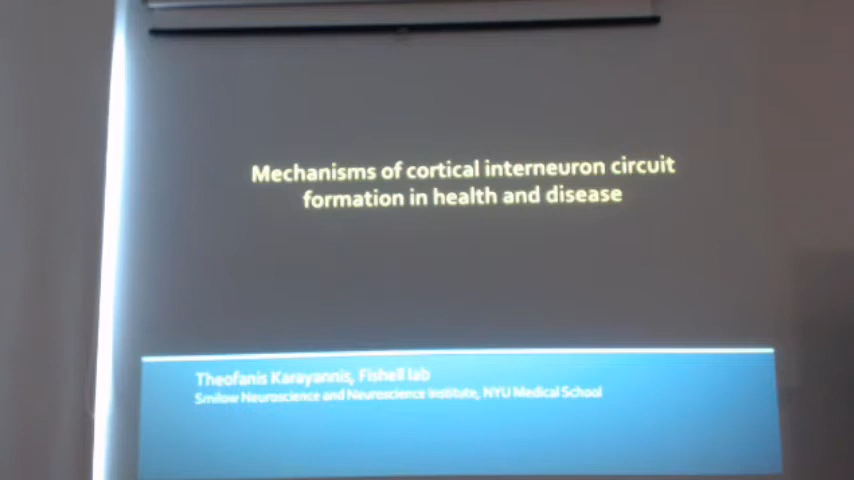 Mechanisms of cortical interneuron circuit
formation in health and disease
Theofanis Karayannis, Fishell lab
Smilow Neuroscience and Neuroscience Institute, NYU Medical School